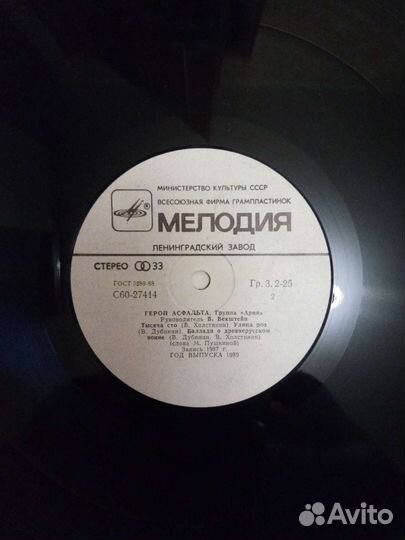 МИНИСТЕРСТВО КУЛЬТУРЫ СССР
ВСЕСОЮЗНАЯ ФИРМА ГРАМПЛАСТИНОК
®
МЕЛОДИЯ
ЛЕНИНГРАДСКИЙ ЗАВОД
СТЕРЕО 33
ГОСТ 5289-88
С60-27414
Гр. 3. 2-25
2
ГЕРОИ АСФАЛЬТА. Группа «Ария»
Руководитель В. Векштейн
Тысяча сто (В. Холстинин) Улица роз
(В. Дубинин) Баллада о древнерусском
воине (В. Дубинин, В. Холстинин)
(слова М. Пушкиной)
Запись 1987 г.
ГОД ВЫПУСКА 1989
Avito